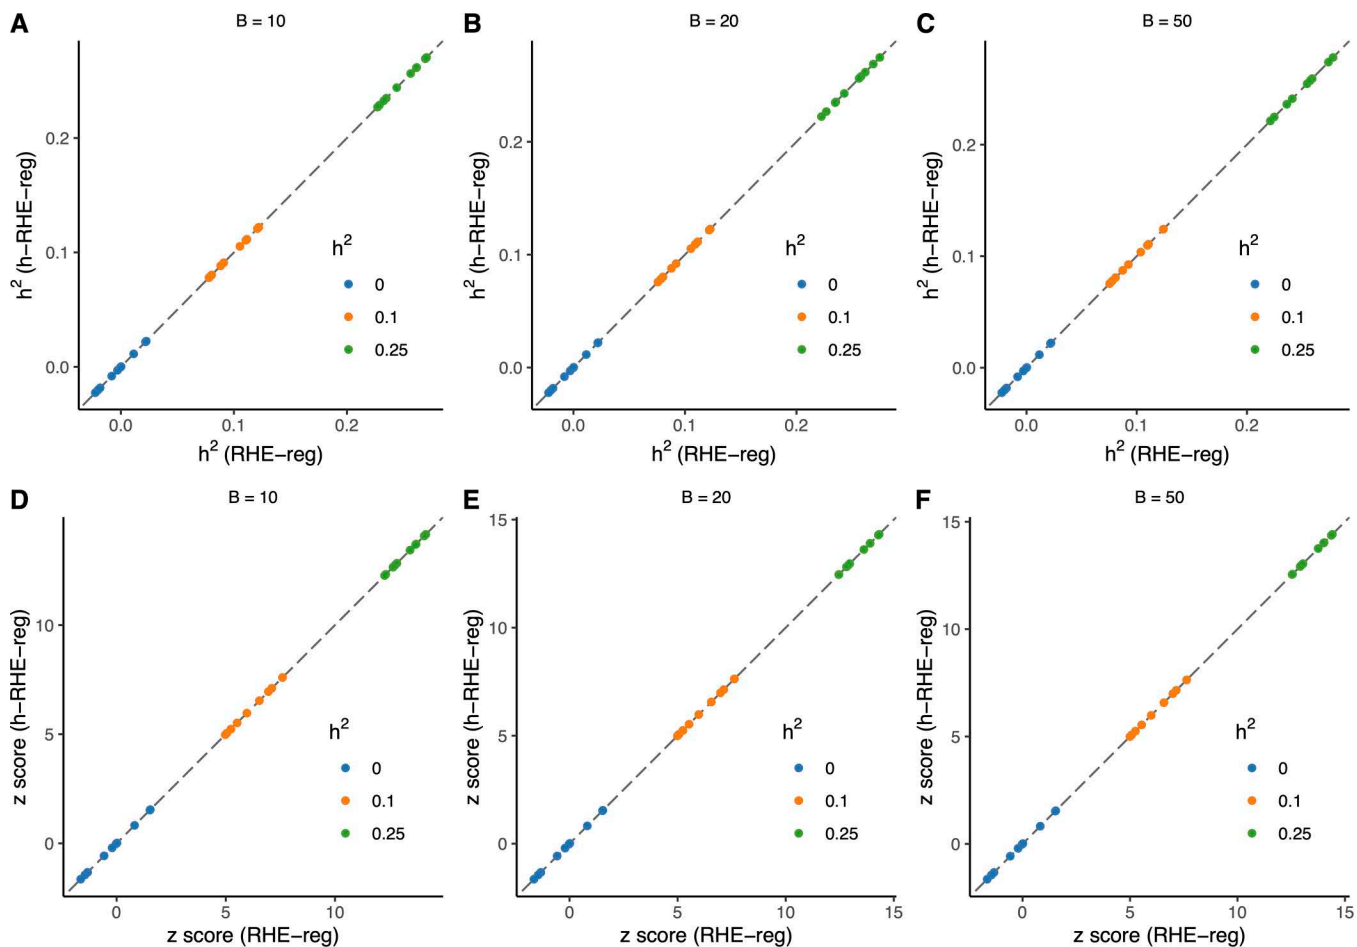 A
B = 10
h² (h−RHE−reg)
0.2
0.1
0.0
h²
0
0.1
0.25
0.0
0.1
0.2
h² (RHE−reg)
B
B = 20
h² (h−RHE−reg)
0.2
0.1
0.0
h²
0
0.1
0.25
0.0
0.1
0.2
h² (RHE−reg)
C
B = 50
h² (h−RHE−reg)
0.2
0.1
0.0
h²
0
0.1
0.25
0.0
0.1
0.2
h² (RHE−reg)
D
B = 10
z score (h−RHE−reg)
10
5
0
h²
0
0.1
0.25
0
5
10
z score (RHE−reg)
E
B = 20
z score (h−RHE−reg)
15
10
5
0
h²
0
0.1
0.25
0
5
10
15
z score (RHE−reg)
F
B = 50
z score (h−RHE−reg)
15
10
5
0
h²
0
0.1
0.25
0
5
10
15
z score (RHE−reg)